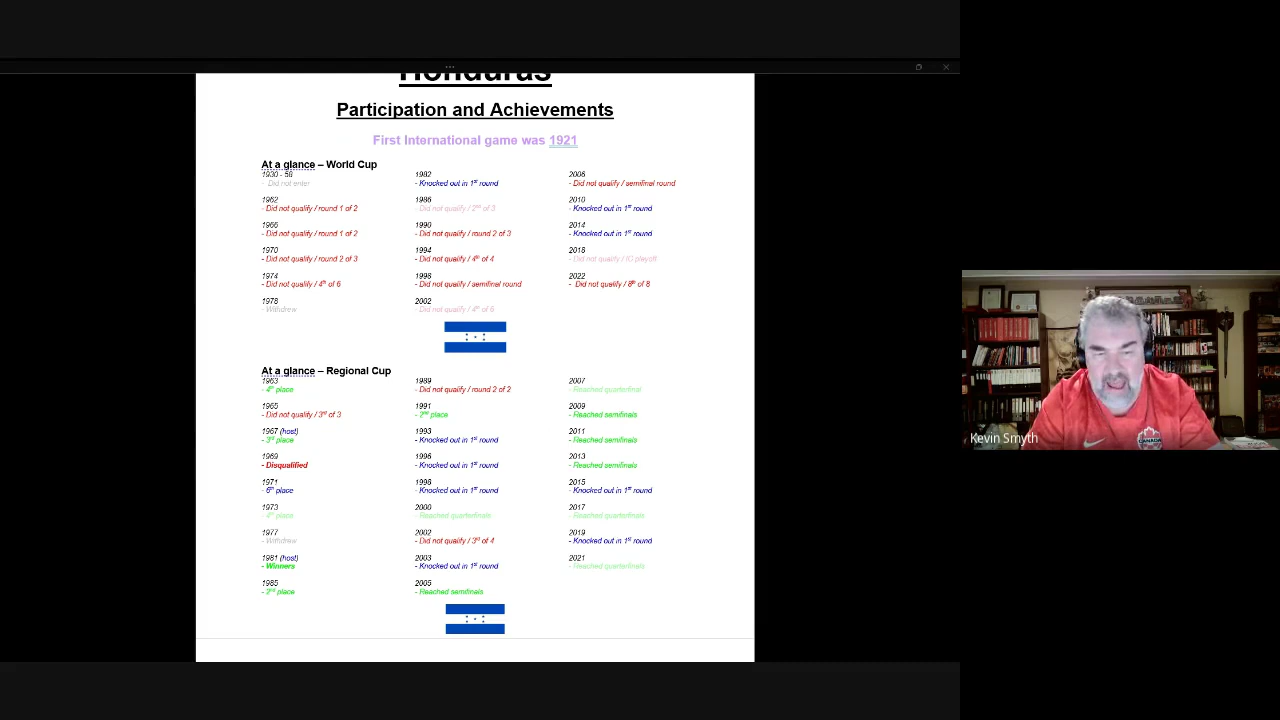 Honduras
Participation and Achievements
First International game was 1921
At a glance – World Cup
1930 - 58
- Did not enter
1962
- Did not qualify / round 1 of 2
1966
- Did not qualify / round 1 of 2
1970
- Did not qualify / round 2 of 3
1974
- Did not qualify / 4th of 6
1978
- Withdrew
1982
- Knocked out in 1st round
1986
- Did not qualify / 2nd of 3
1990
- Did not qualify / round 2 of 3
1994
- Did not qualify / 4th of 4
1998
- Did not qualify / semifinal round
2002
- Did not qualify / 4th of 6
2006
- Did not qualify / semifinal round
2010
- Knocked out in 1st round
2014
- Knocked out in 1st round
2018
- Did not qualify / IC playoff
2022
- Did not qualify / 8th of 8
At a glance – Regional Cup
1963
- 4th place
1965
- Did not qualify / 3rd of 3
1967 (host)
- 3rd place
1969
- Disqualified
1971
- 6th place
1973
- 4th place
1977
- Withdrew
1981 (host)
- Winners
1985
- 2nd place
1989
- Did not qualify / round 2 of 2
1991
- 2nd place
1993
- Knocked out in 1st round
1996
- Knocked out in 1st round
1998
- Knocked out in 1st round
2000
- Reached quarterfinals
2002
- Did not qualify / 3rd of 4
2003
- Knocked out in 1st round
2005
- Reached semifinals
2007
- Reached quarterfinal
2009
- Reached semifinals
2011
- Reached semifinals
2013
- Reached semifinals
2015
- Knocked out in 1st round
2017
- Reached quarterfinals
2019
- Knocked out in 1st round
2021
- Reached quarterfinals
Kevin Smyth
CANADA